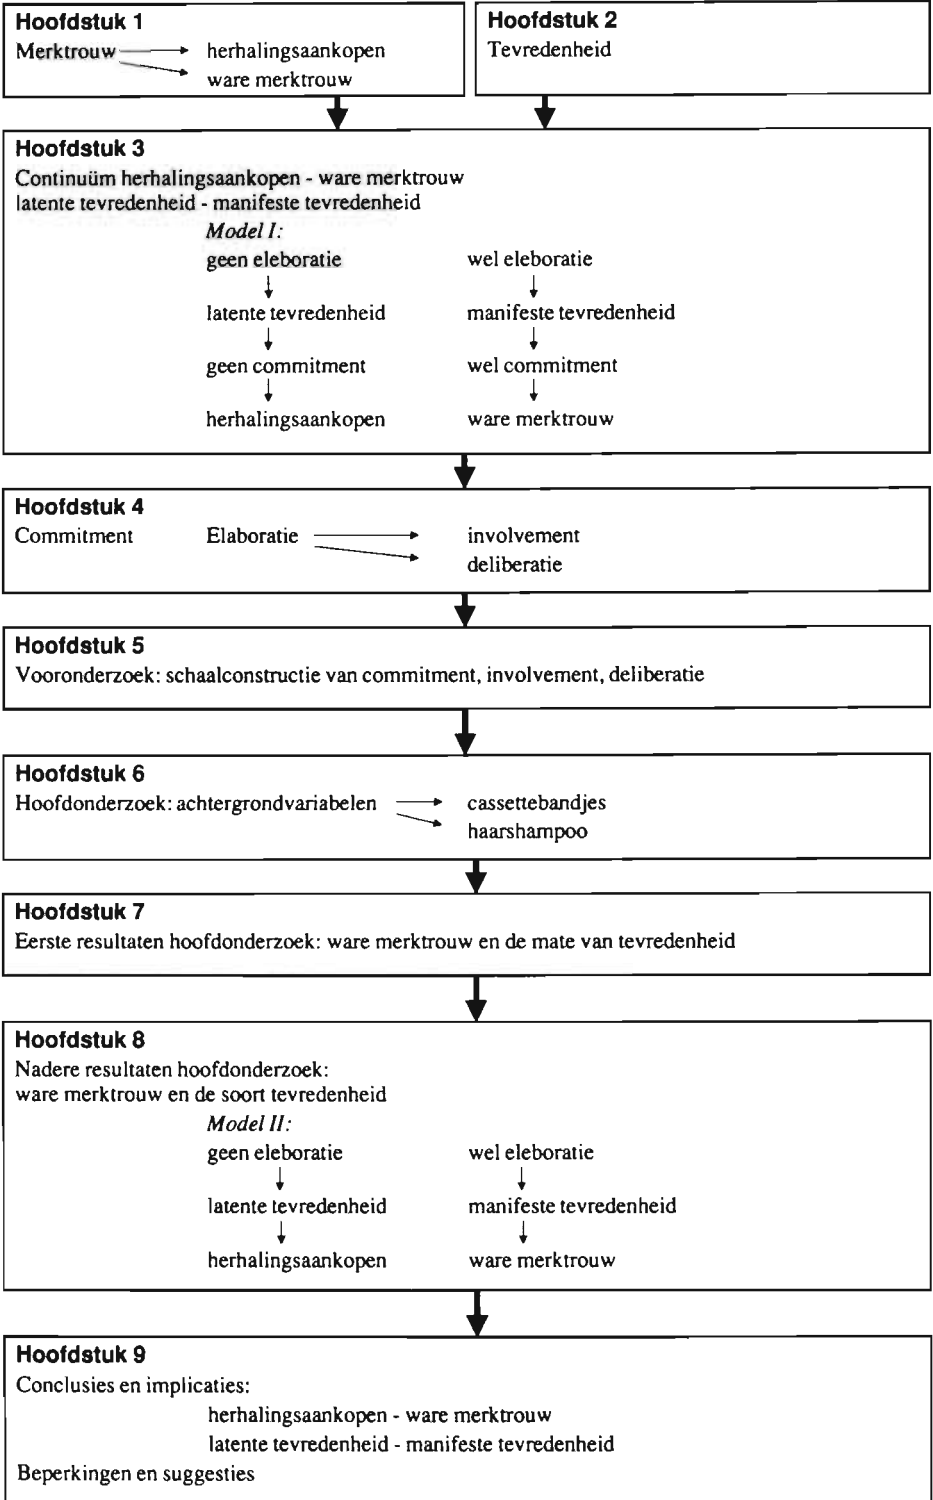 Hoofdstuk 1
Merktrouw herhalingsaankopen
ware merktrouw
Hoofdstuk 2
Tevredenheid
Hoofdstuk 3
Continuüm herhalingsaankopen - ware merktrouw
latente tevredenheid - manifeste tevredenheid
Model I:
geen eleboratie wel eleboratie
latente tevredenheid manifeste tevredenheid
geen commitment wel commitment
herhalingsaankopen ware merktrouw
Hoofdstuk 4
Commitment Elaboratie involvement
deliberatie
Hoofdstuk 5
Vooronderzoek: schaalconstructie van commitment, involvement, deliberatie
Hoofdstuk 6
Hoofdonderzoek: achtergrondvariabelen cassettebandjes
haarshampoo
Hoofdstuk 7
Eerste resultaten hoofdonderzoek: ware merktrouw en de mate van tevredenheid
Hoofdstuk 8
Nadere resultaten hoofdonderzoek:
ware merktrouw en de soort tevredenheid
Model II:
geen eleboratie wel eleboratie
latente tevredenheid manifeste tevredenheid
herhalingsaankopen ware merktrouw
Hoofdstuk 9
Conclusies en implicaties:
herhalingsaankopen - ware merktrouw
latente tevredenheid - manifeste tevredenheid
Beperkingen en suggesties